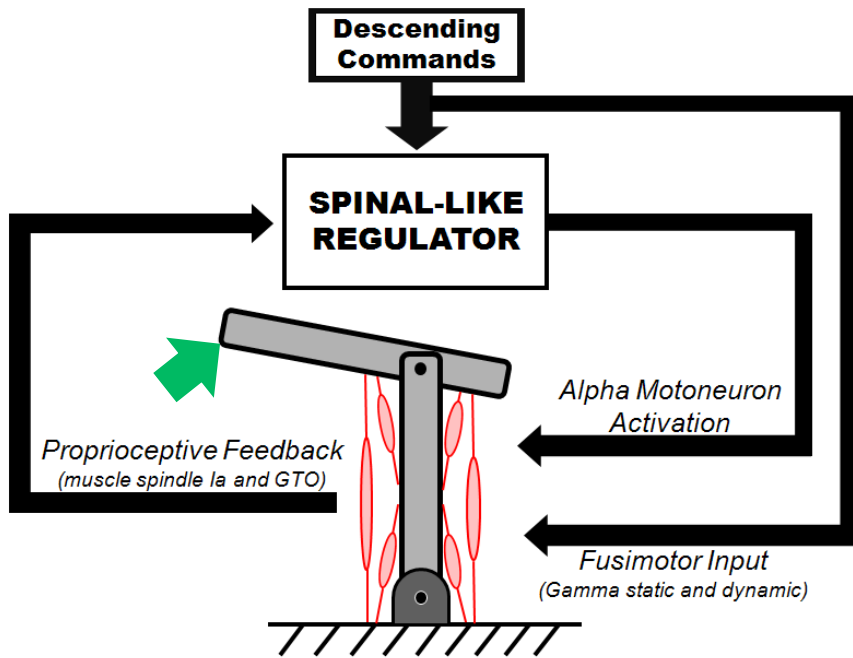 Descending
Commands
SPINAL-LIKE
REGULATOR
Alpha Motoneuron
Activation
Proprioceptive Feedback
(muscle spindle Ia and GTO)
Fusimotor Input
(Gamma static and dynamic)